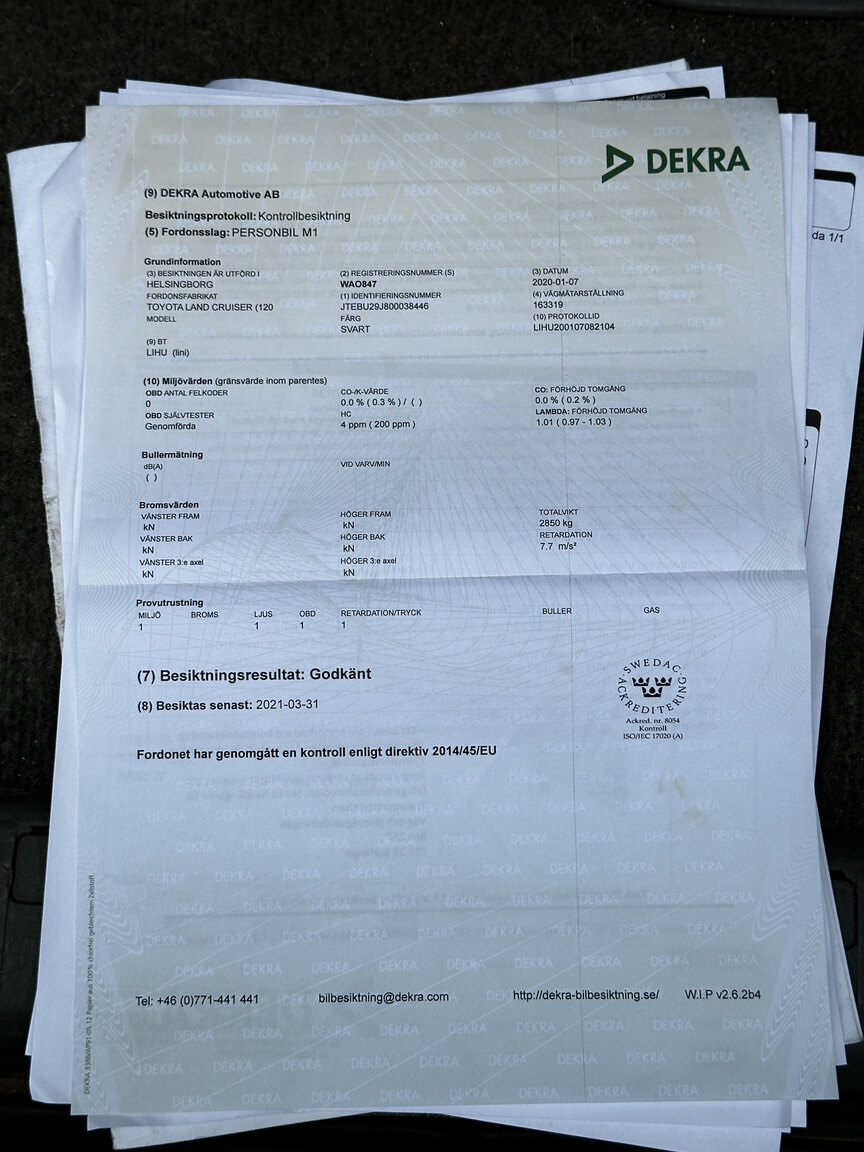 DEKRA
(9) DEKRA Automotive AB
Besiktningsprotokoll: Kontrollbesiktning
(5) Fordonsslag: PERSONBIL M1
da 1/1
Grundinformation
(3) BESIKTNINGEN ÄR UTFÖRD I (2) REGISTRERINGSNUMMER (S) (3) DATUM
HELSINGBORG WAO847 2020-01-07
FORDONSFABRIKAT (1) IDENTIFIERINGSNUMMER (4) VÄGMÄTARSTÄLLNING
TOYOTA LAND CRUISER (120 JTEBU29J800038446 163319
MODELL FÄRG (10) PROTOKOLLID
SVART LIHU200107082104
(9) BT
LIHU (lini)
(10) Miljövärden (gränsvärde inom parentes)
OBD ANTAL FELKODER CO-/K-VÄRDE CO: FÖRHÖJD TOMGÅNG
0 0.0 % ( 0.3 % ) / ( ) 0.0 % ( 0.2 % )
OBD SJÄLVTESTER HC LAMBDA: FÖRHÖJD TOMGÅNG
Genomförda 4 ppm ( 200 ppm ) 1.01 ( 0.97 - 1.03 )
Bullermätning
dB(A) VID VARV/MIN
( )
Bromsvärden
VÄNSTER FRAM HÖGER FRAM TOTALVIKT
kN kN 2850 kg
VÄNSTER BAK HÖGER BAK RETARDATION
kN kN 7.7 m/s²
VÄNSTER 3:e axel HÖGER 3:e axel
kN kN
Provutrustning
MILJÖ BROMS LJUS OBD RETARDATION/TRYCK BULLER GAS
1 1 1 1
(7) Besiktningsresultat: Godkänt
(8) Besiktas senast: 2021-03-31
SWEDAC
ACKREDITERING
Ackred. nr. 8054
Kontroll
ISO/IEC 17020 (A)
Fordonet har genomgått en kontroll enligt direktiv 2014/45/EU
Tel: +46 (0)771-441 441 bilbesiktning@dekra.com http://dekra-bilbesiktning.se/ W.I.P v2.6.2b4